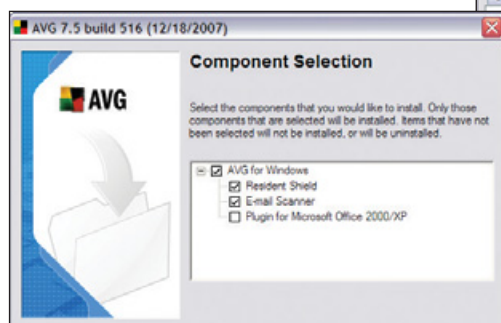 AVG 7.5 build 516 (12/18/2007)
AVG
Component Selection
Select the components that you would like to install. Only those
components that are selected will be installed. Items that have not
been selected will not be installed, or will be uninstalled.
AVG for Windows
Resident Shield
E-mail Scanner
Plugin for Microsoft Office 2000/XP